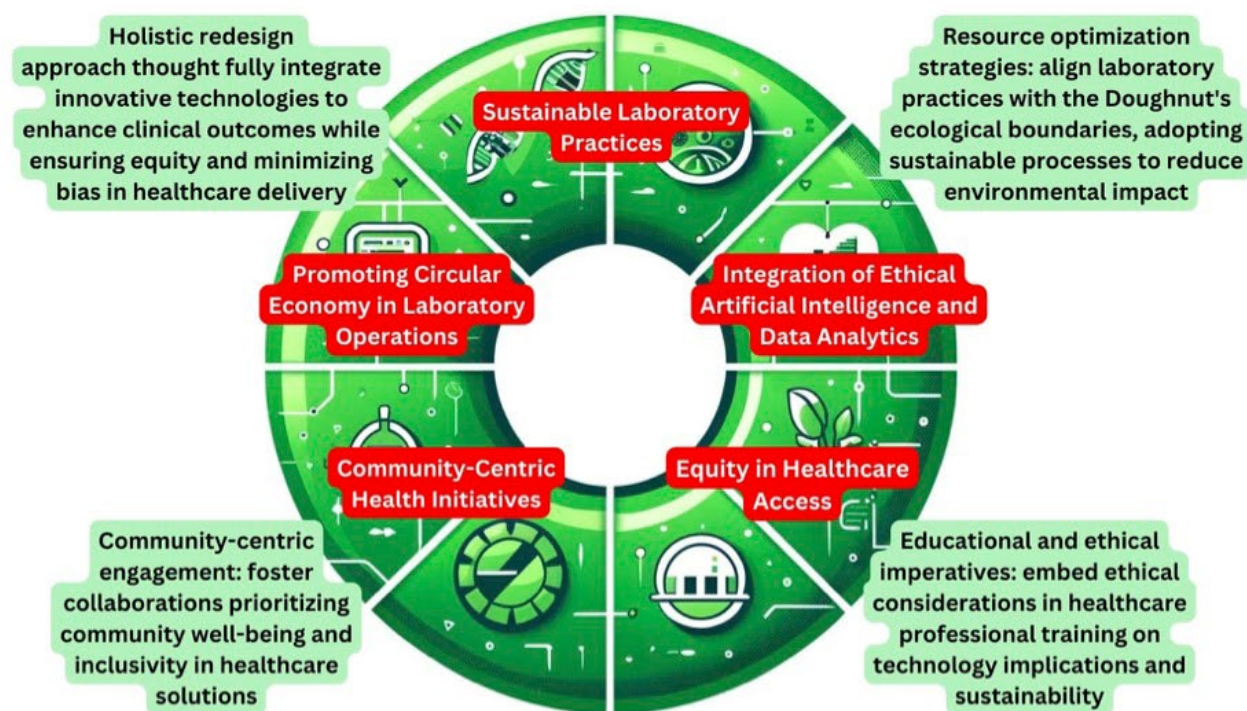 Holistic redesign
approach thought fully integrate
innovative technologies to
enhance clinical outcomes while
ensuring equity and minimizing
bias in healthcare delivery
Sustainable Laboratory
Practices
Resource optimization
strategies: align laboratory
practices with the Doughnut's
ecological boundaries, adopting
sustainable processes to reduce
environmental impact
Promoting Circular
Economy in Laboratory
Operations
Integration of Ethical
Artificial Intelligence and
Data Analytics
Community-Centric
Health Initiatives
Equity in Healthcare
Access
Community-centric
engagement: foster
collaborations prioritizing
community well-being and
inclusivity in healthcare
solutions
Educational and ethical
imperatives: embed ethical
considerations in healthcare
professional training on
technology implications and
sustainability